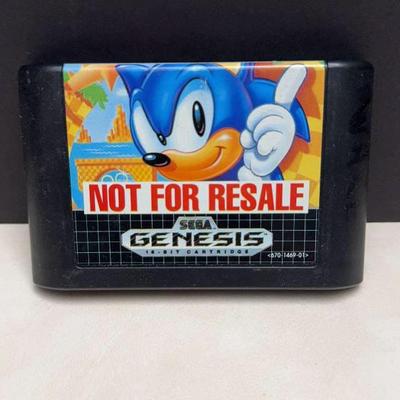 NOT FOR RESALE
SEGA
GENESIS
16-BIT CARTRIDGE
<670-1469-01>